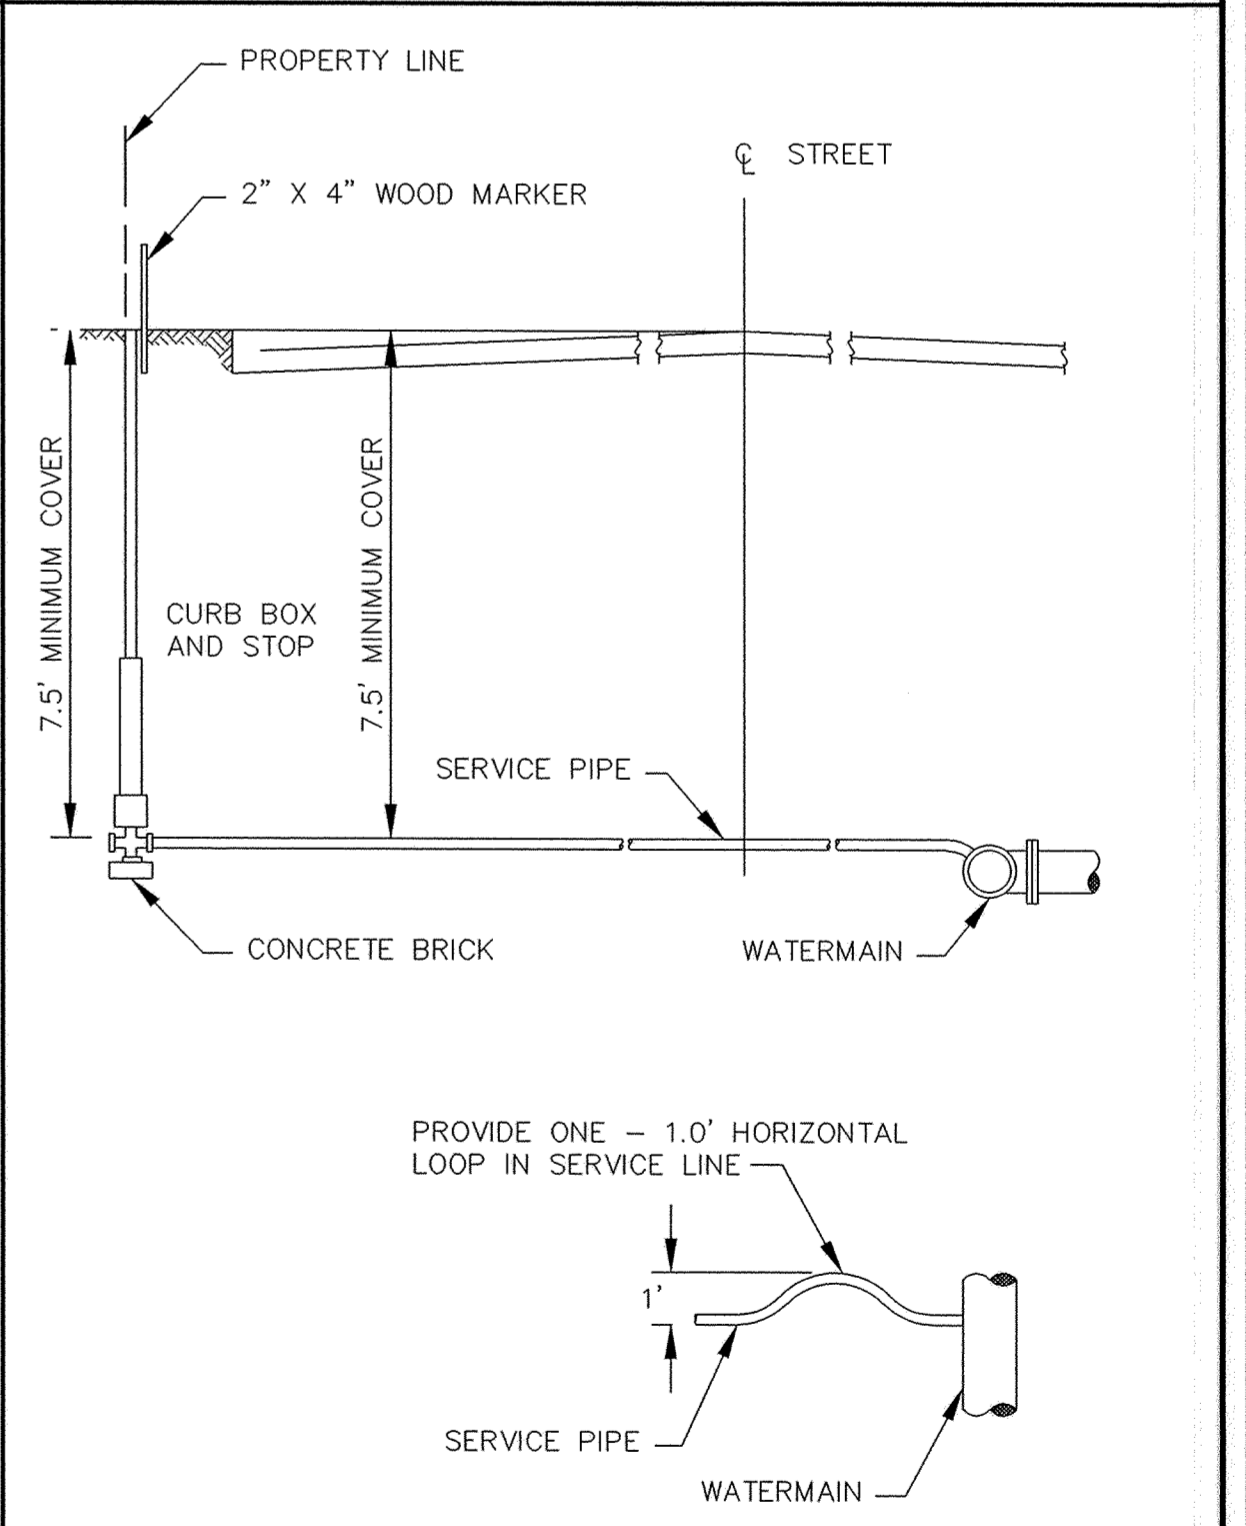 PROPERTY LINE
℄ STREET
2" X 4" WOOD MARKER
7.5' MINIMUM COVER
7.5' MINIMUM COVER
CURB BOX
AND STOP
SERVICE PIPE
CONCRETE BRICK
WATERMAIN
PROVIDE ONE – 1.0' HORIZONTAL
LOOP IN SERVICE LINE
1'
SERVICE PIPE
WATERMAIN